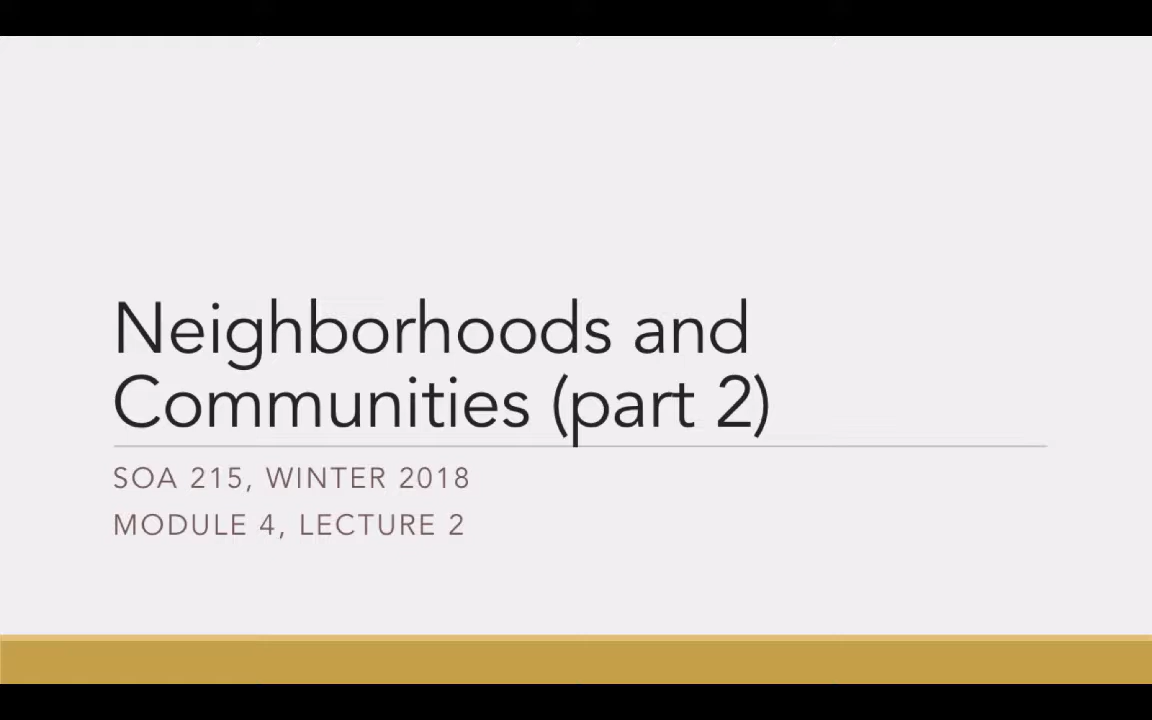 Neighborhoods and
Communities (part 2)
SOA 215, WINTER 2018
MODULE 4, LECTURE 2